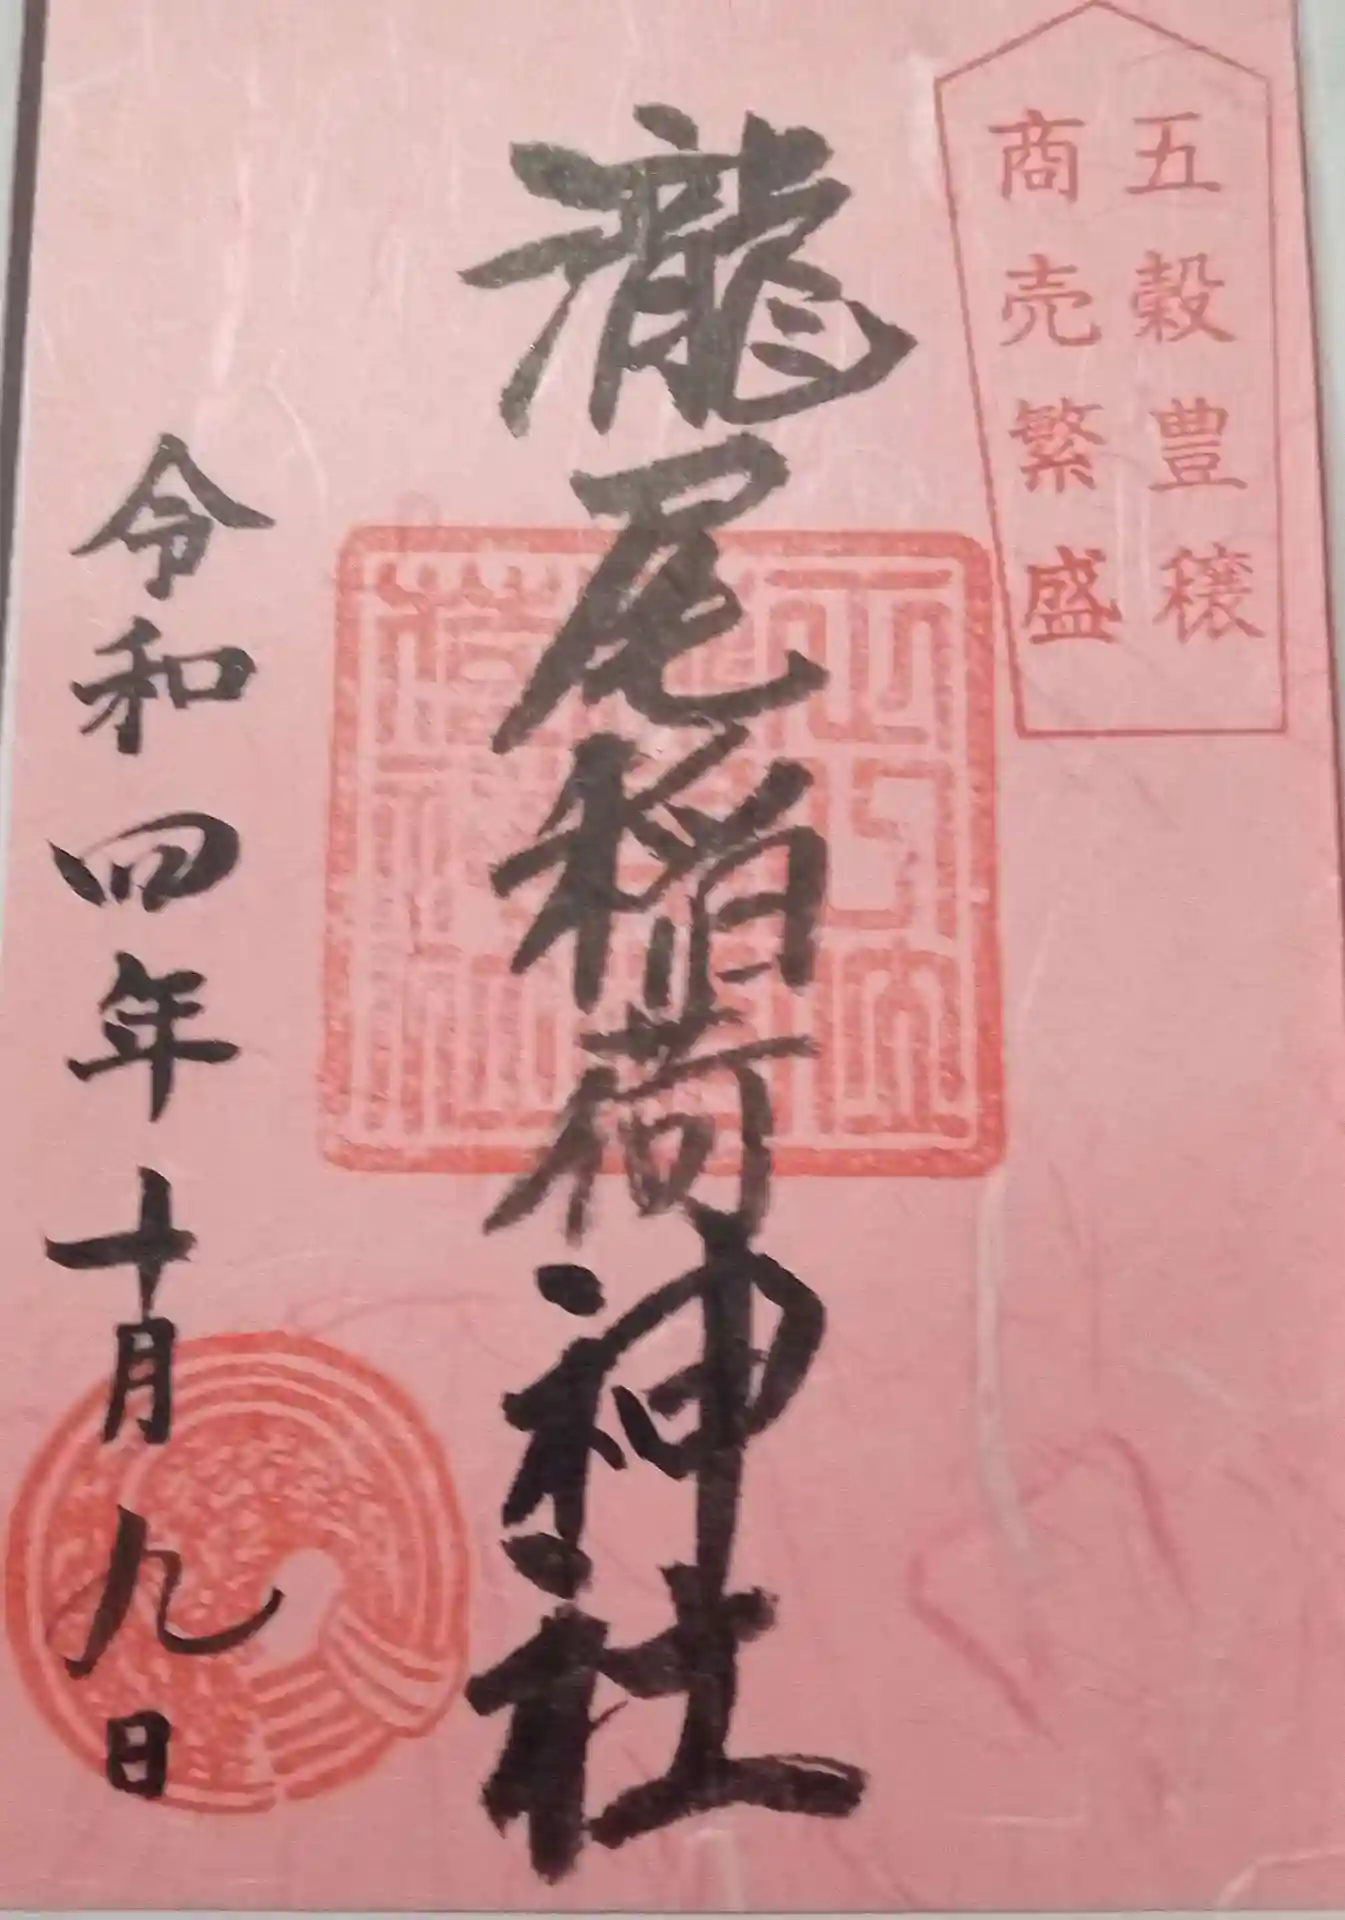 五穀豊穣
商売繁盛
瀧尾稲荷神社
令和四年十月九日